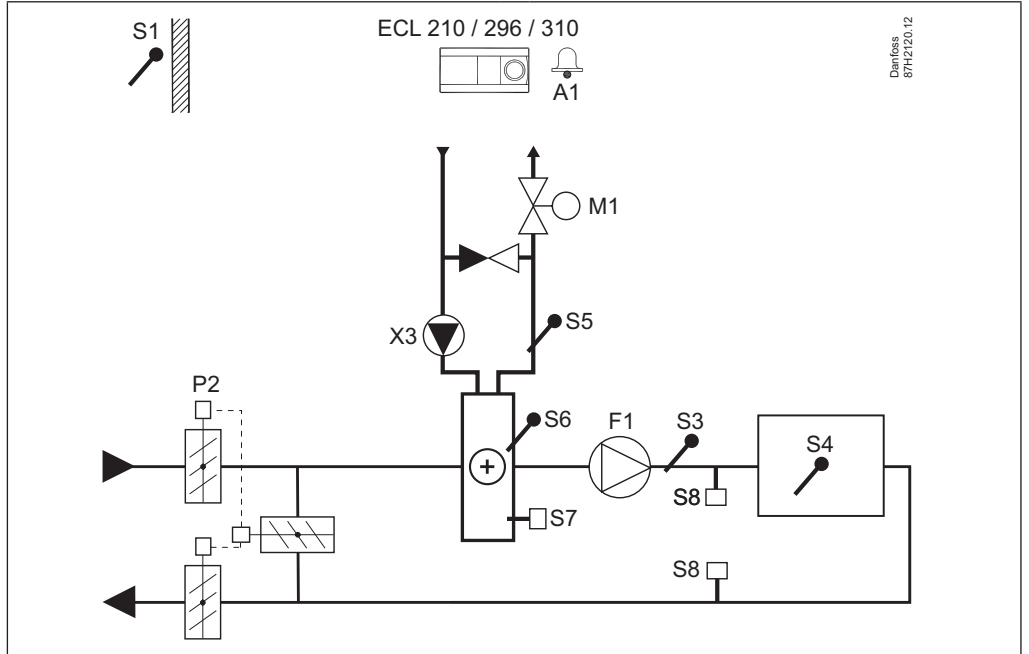 S1
ECL 210 / 296 / 310
A1
Danfoss
87H2120.12
M1
S5
X3
P2
S6
F1
S3
S4
S8
S7
S8